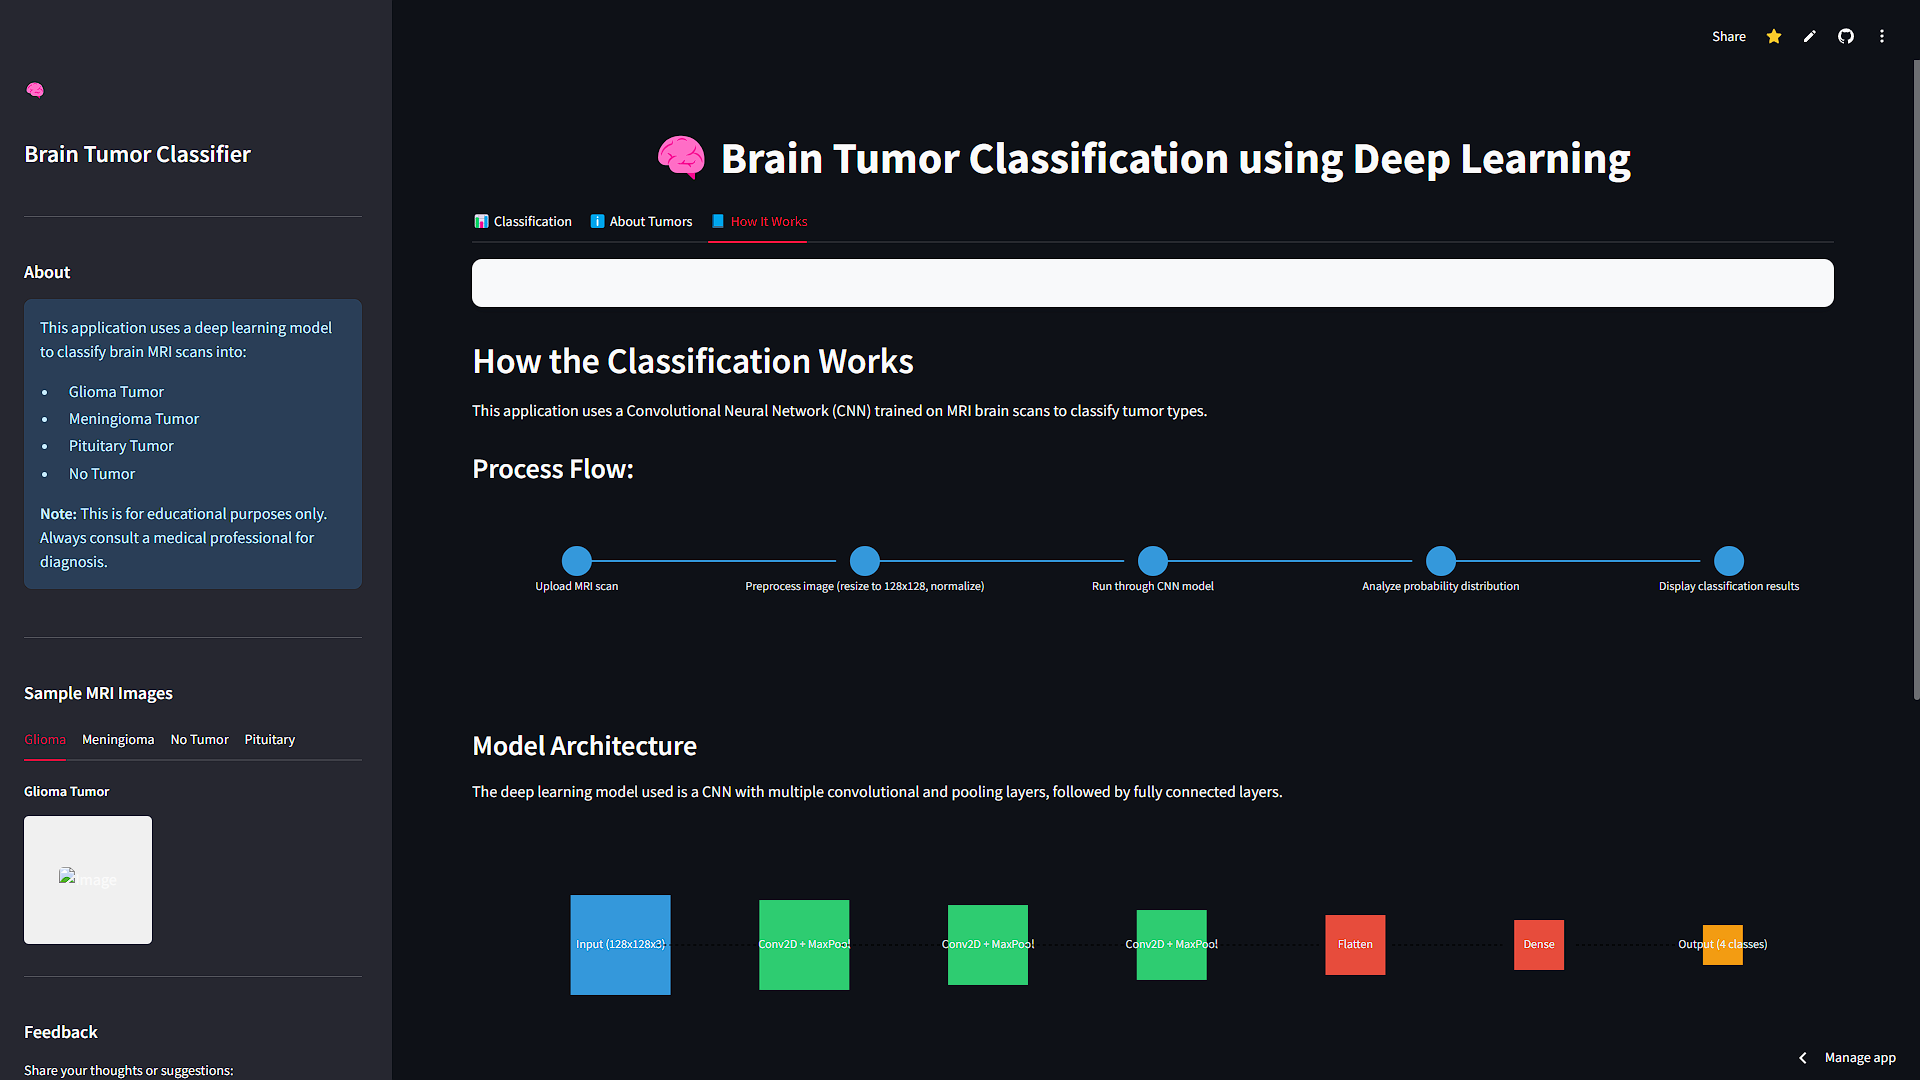 Share
Brain Tumor Classifier
About
This application uses a deep learning model
to classify brain MRI scans into:
• Glioma Tumor
• Meningioma Tumor
• Pituitary Tumor
• No Tumor
Note: This is for educational purposes only.
Always consult a medical professional for
diagnosis.
Sample MRI Images
Glioma Meningioma No Tumor Pituitary
Glioma Tumor
image
Feedback
Share your thoughts or suggestions:
Brain Tumor Classification using Deep Learning
Classification About Tumors How It Works
How the Classification Works
This application uses a Convolutional Neural Network (CNN) trained on MRI brain scans to classify tumor types.
Process Flow:
Upload MRI scan Preprocess image (resize to 128x128, normalize) Run through CNN model Analyze probability distribution Display classification results
Model Architecture
The deep learning model used is a CNN with multiple convolutional and pooling layers, followed by fully connected layers.
Input (128x128x3) Conv2D + MaxPool Conv2D + MaxPool Conv2D + MaxPool Flatten Dense Output (4 classes)
Manage app